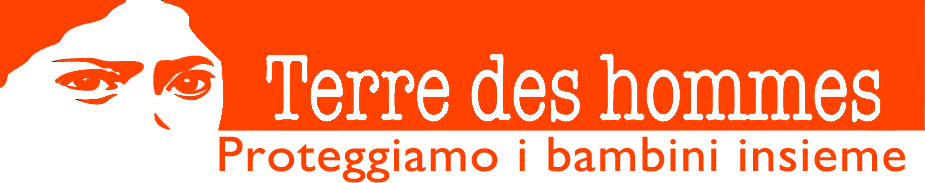 Terre des hommes
Proteggiamo i bambini insieme